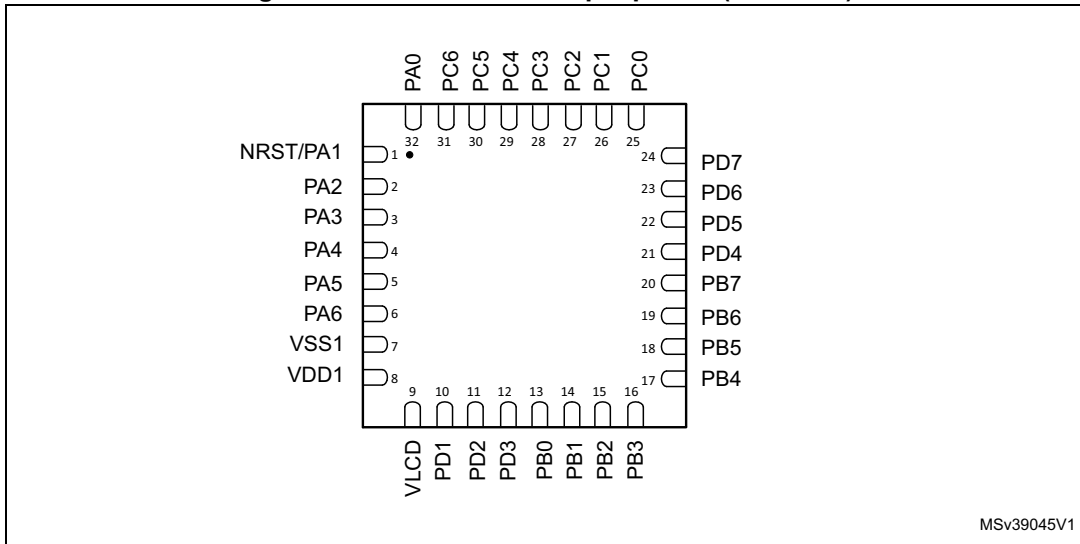 PA0
PC6
PC5
PC4
PC3
PC2
PC1
PC0
32
31
30
29
28
27
26
25
NRST/PA1 1
PA2 2
PA3 3
PA4 4
PA5 5
PA6 6
VSS1 7
VDD1 8
24 PD7
23 PD6
22 PD5
21 PD4
20 PB7
19 PB6
18 PB5
17 PB4
9
10
11
12
13
14
15
16
VLCD
PD1
PD2
PD3
PB0
PB1
PB2
PB3
MSv39045V1